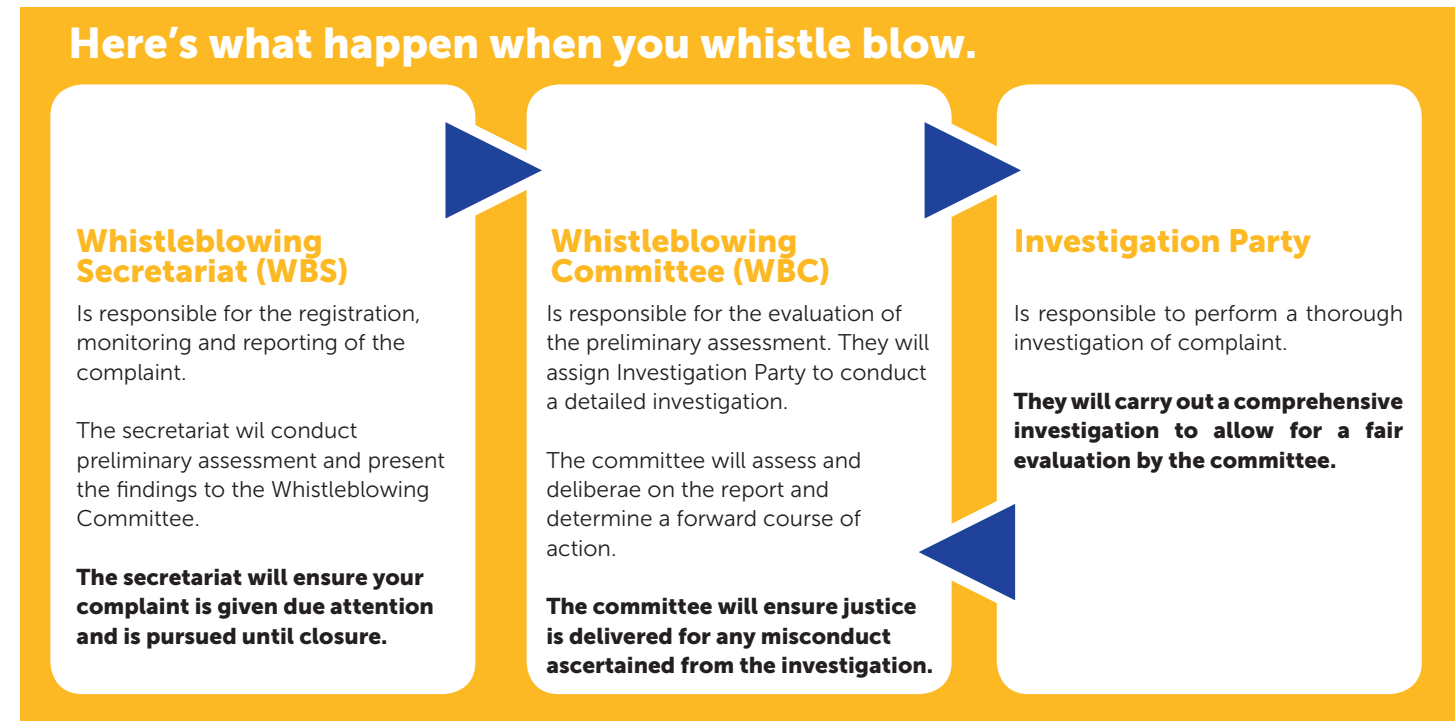 Here’s what happen when you whistle blow.
Whistleblowing
Secretariat (WBS)
Is responsible for the registration,
monitoring and reporting of the
complaint.
The secretariat wil conduct
preliminary assessment and present
the findings to the Whistleblowing
Committee.
The secretariat will ensure your
complaint is given due attention
and is pursued until closure.
Whistleblowing
Committee (WBC)
Is responsible for the evaluation of
the preliminary assessment. They will
assign Investigation Party to conduct
a detailed investigation.
The committee will assess and
deliberae on the report and
determine a forward course of
action.
The committee will ensure justice
is delivered for any misconduct
ascertained from the investigation.
Investigation Party
Is responsible to perform a thorough
investigation of complaint.
They will carry out a comprehensive
investigation to allow for a fair
evaluation by the committee.